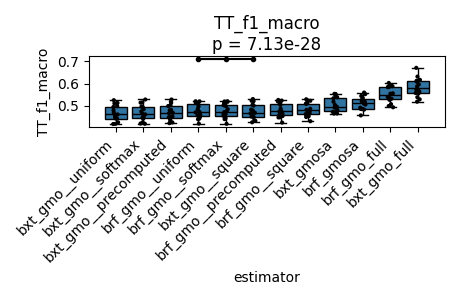 TT_f1_macro
p = 7.13e-28
TT_f1_macro
0.7
0.6
0.5
bxt_gmo__uniform
bxt_gmo__softmax
bxt_gmo__precomputed
brf_gmo__uniform
brf_gmo__softmax
bxt_gmo__square
brf_gmo__precomputed
brf_gmo__square
bxt_gmosa
brf_gmosa
brf_gmo_full
bxt_gmo_full
estimator